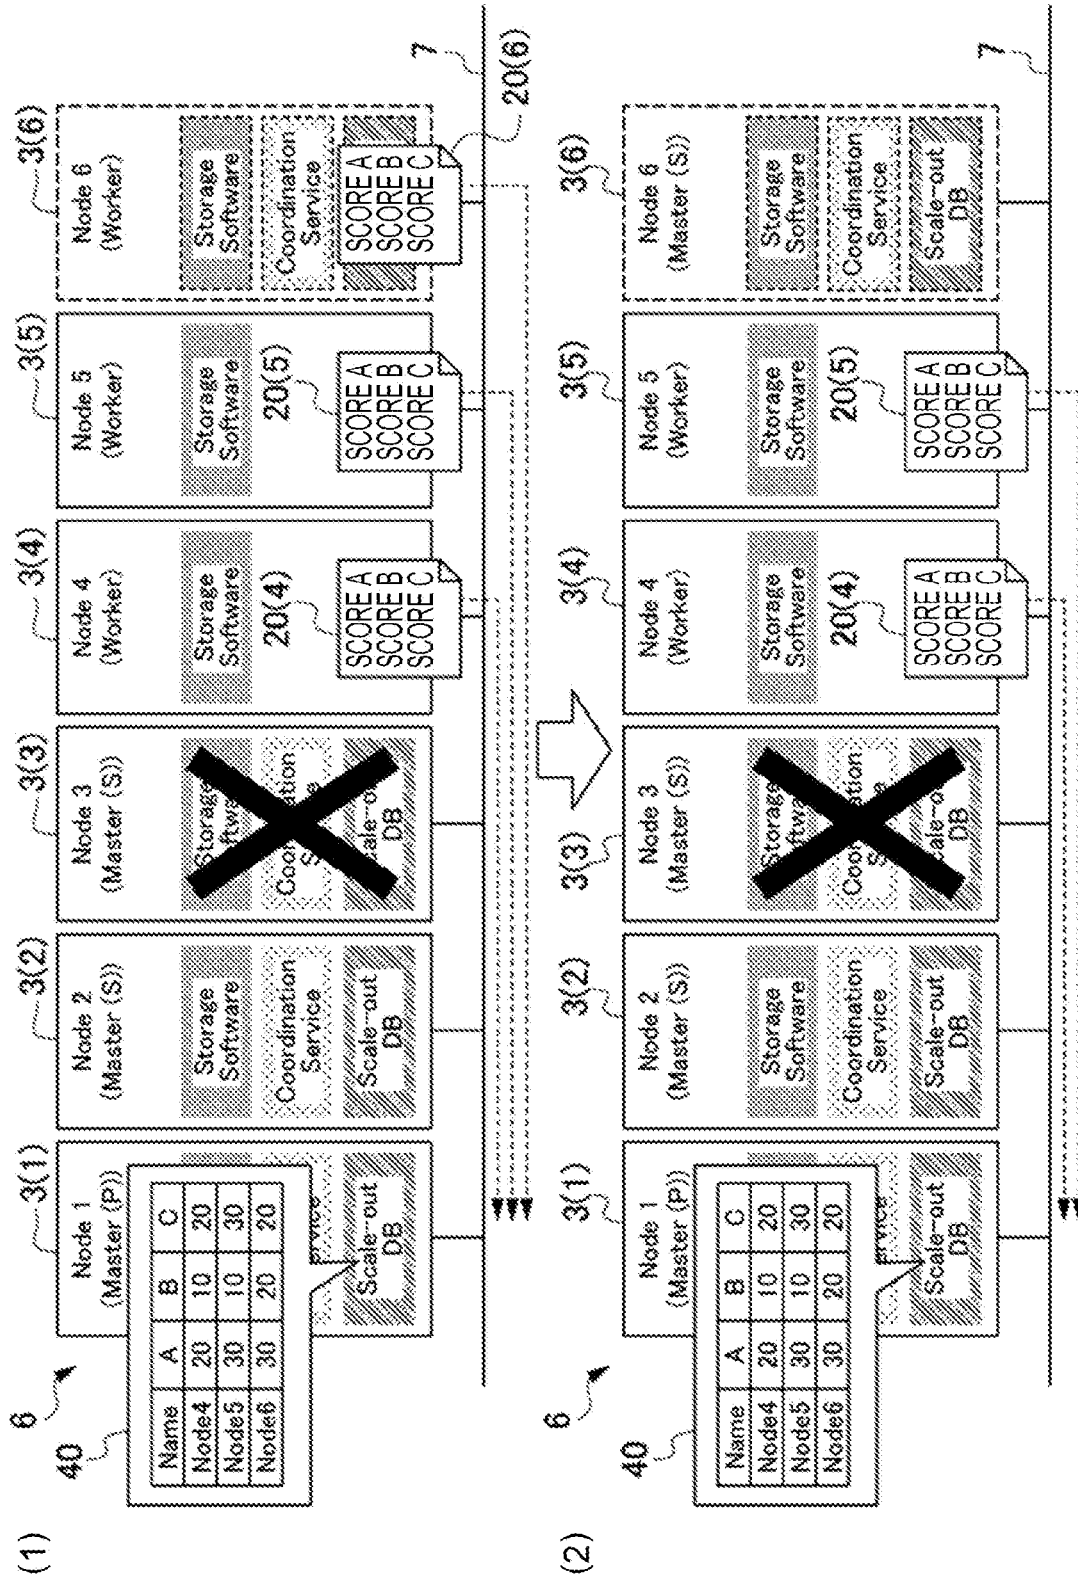 (1)
6
40
3(1)
3(2)
3(3)
3(4)
3(5)
3(6)
Node 1
(Master (P))
Name A B C
Node4 20 10 20
Node5 30 10 30
Node6 30 20 20
Scale-out
DB
Node 2
(Master (S))
Storage
Software
Coordination
Service
Scale-out
DB
Node 3
(Master (S))
Storage
DB
Node 4
(Worker)
Storage
Software
20(4)
SCORE A
SCORE B
SCORE C
Node 5
(Worker)
Storage
Software
20(5)
SCORE A
SCORE B
SCORE C
Node 6
(Worker)
Storage
Software
Coordination
Service
SCORE A
SCORE B
SCORE C
20(6)
7
(2)
6
40
3(1)
3(2)
3(3)
3(4)
3(5)
3(6)
Node 1
(Master (P))
Name A B C
Node4 20 10 20
Node5 30 10 30
Node6 30 20 20
Scale-out
DB
Node 2
(Master (S))
Storage
Software
Coordination
Service
Scale-out
DB
Node 3
(Master (S))
Storage
DB
Node 4
(Worker)
Storage
Software
20(4)
SCORE A
SCORE B
SCORE C
Node 5
(Worker)
Storage
Software
20(5)
SCORE A
SCORE B
SCORE C
Node 6
(Master (S))
Storage
Software
Coordination
Service
Scale-out
DB
7